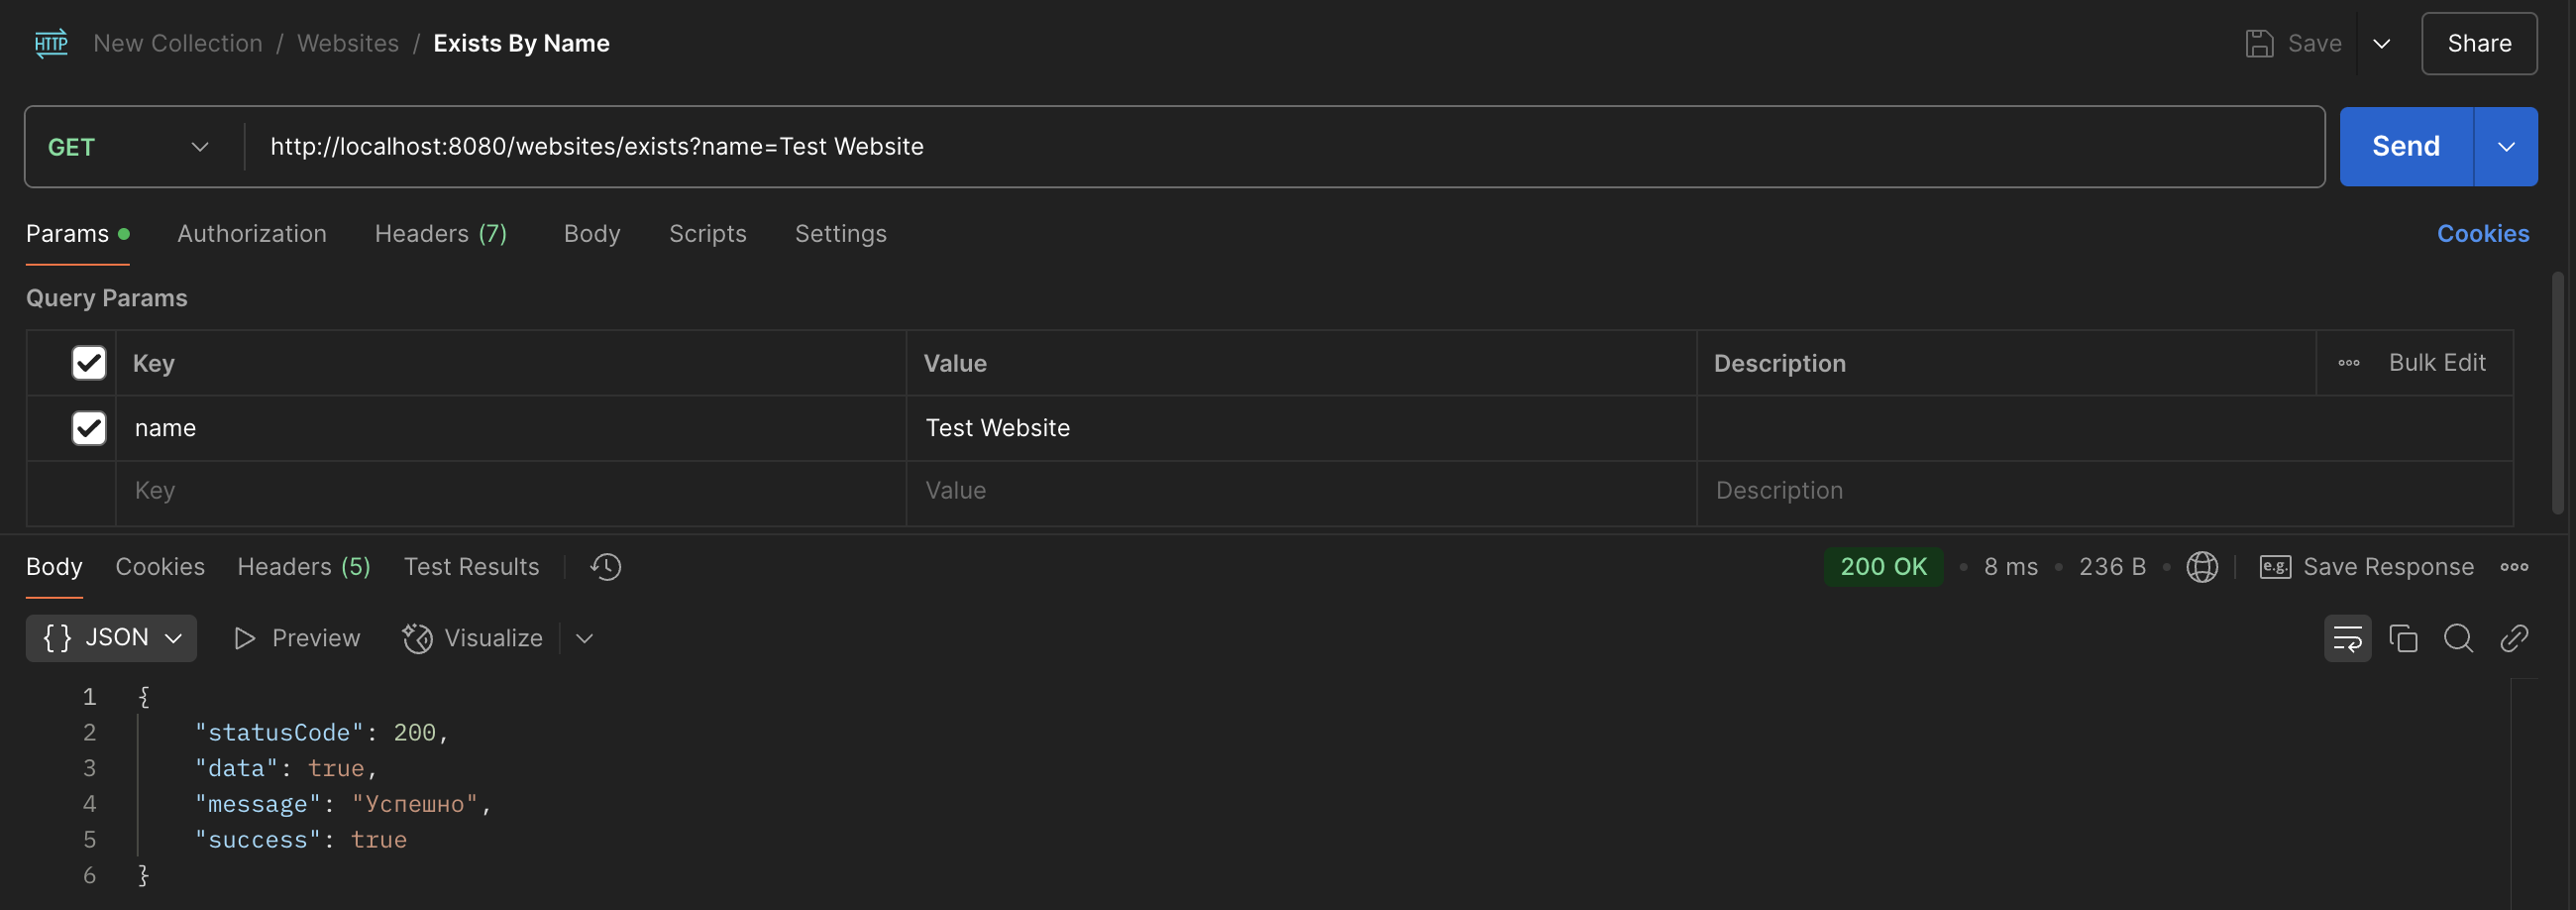 HTTP New Collection / Websites / Exists By Name Save Share
GET http://localhost:8080/websites/exists?name=Test Website Send
Params Authorization Headers (7) Body Scripts Settings Cookies
Query Params
Key Value Description Bulk Edit
name Test Website
Key Value Description
Body Cookies Headers (5) Test Results 200 OK • 8 ms • 236 B • e.g. Save Response
{} JSON Preview Visualize
1 {
2 "statusCode": 200,
3 "data": true,
4 "message": "Успешно",
5 "success": true
6 }